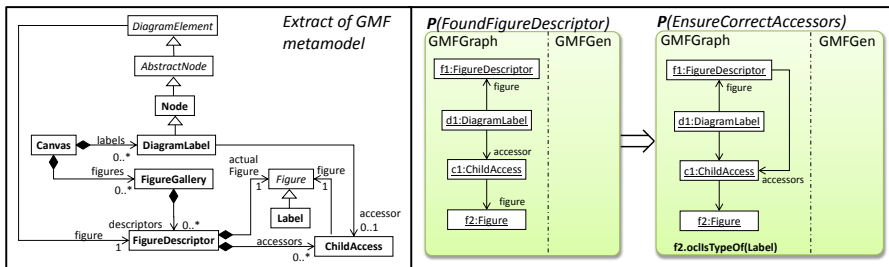 DiagramElement
Extract of GMF
metamodel
AbstractNode
Node
Canvas
labels
0..*
DiagramLabel
figures
0..*
FigureGallery
actual
Figure
1
Figure
figure
1
Label
descriptors
0..*
accessor
0..1
figure
1
FigureDescriptor
accessors
0..*
ChildAccess
P(FoundFigureDescriptor)
GMFGraph
GMFGen
f1:FigureDescriptor
figure
d1:DiagramLabel
accessor
c1:ChildAccess
figure
f2:Figure
P(EnsureCorrectAccessors)
GMFGraph
GMFGen
f1:FigureDescriptor
figure
d1:DiagramLabel
c1:ChildAccess
accessors
f2:Figure
f2.oclIsTypeOf(Label)